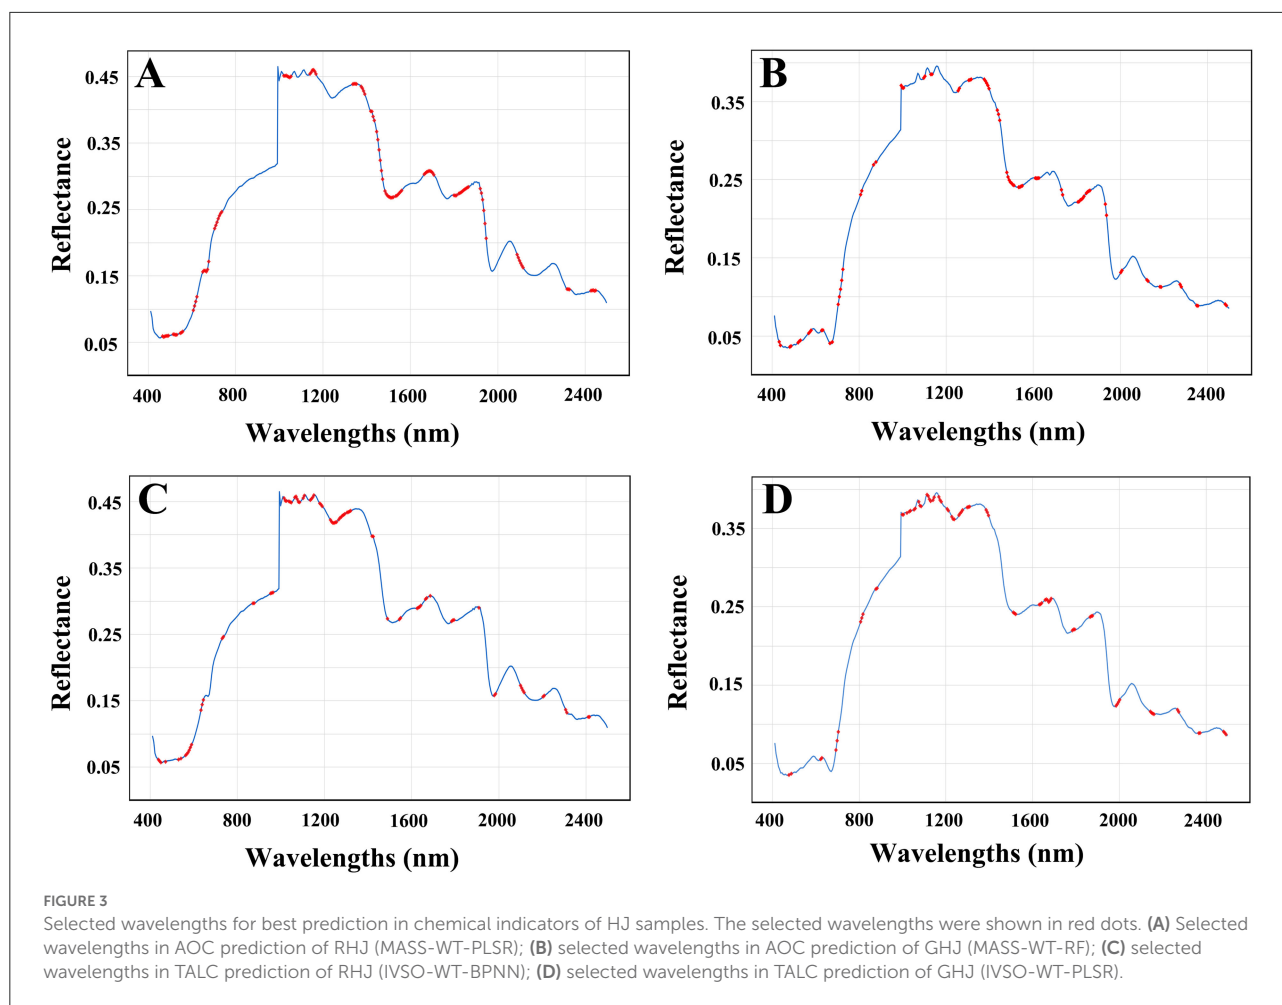 A
0.45
0.35
0.25
0.15
0.05
Reflectance
400 800 1200 1600 2000 2400
Wavelengths (nm)
B
0.35
0.25
0.15
0.05
Reflectance
400 800 1200 1600 2000 2400
Wavelengths (nm)
C
0.45
0.35
0.25
0.15
0.05
Reflectance
400 800 1200 1600 2000 2400
Wavelengths (nm)
D
0.35
0.25
0.15
0.05
Reflectance
400 800 1200 1600 2000 2400
Wavelengths (nm)
FIGURE 3
Selected wavelengths for best prediction in chemical indicators of HJ samples. The selected wavelengths were shown in red dots. (A) Selected
wavelengths in AOC prediction of RHJ (MASS-WT-PLSR); (B) selected wavelengths in AOC prediction of GHJ (MASS-WT-RF); (C) selected
wavelengths in TALC prediction of RHJ (IVSO-WT-BPNN); (D) selected wavelengths in TALC prediction of GHJ (IVSO-WT-PLSR).